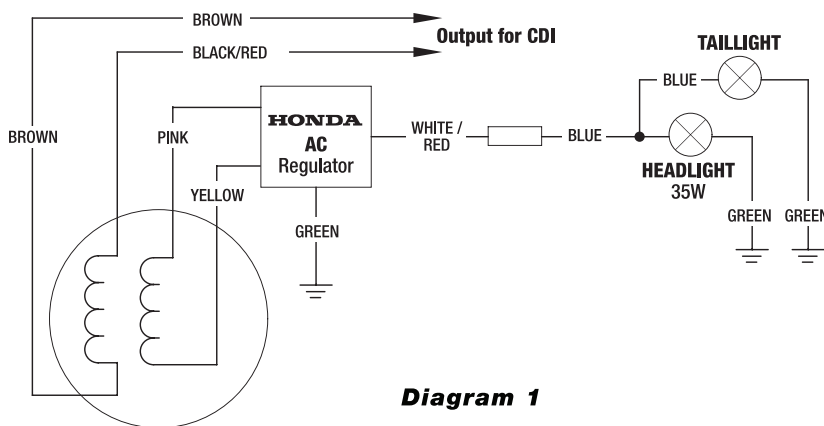 BROWN
Output for CDI
BLACK/RED
TAILLIGHT
BLUE
HONDA
AC
Regulator
BROWN
PINK
WHITE /
RED
BLUE
HEADLIGHT
35W
YELLOW
GREEN
GREEN
GREEN
Diagram 1